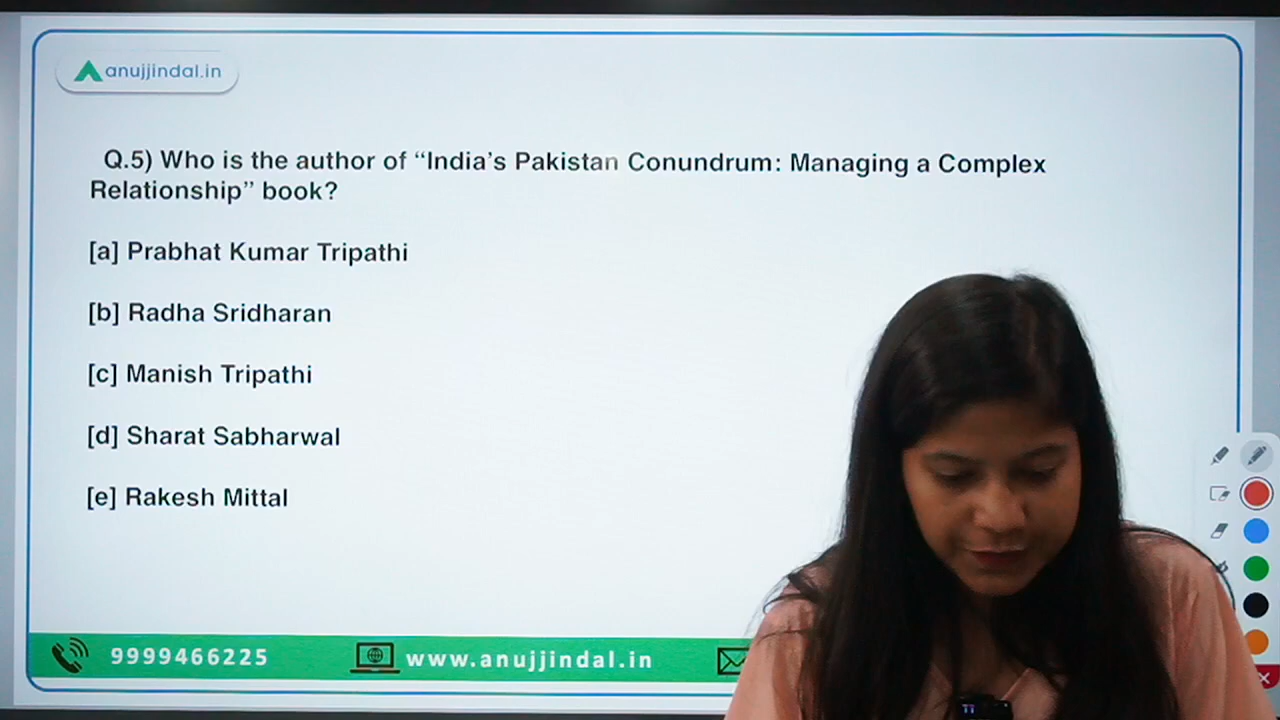 anujjindal.in
Q.5) Who is the author of “India’s Pakistan Conundrum: Managing a Complex
Relationship” book?
[a] Prabhat Kumar Tripathi
[b] Radha Sridharan
[c] Manish Tripathi
[d] Sharat Sabharwal
[e] Rakesh Mittal
9999466225 www.anujjindal.in